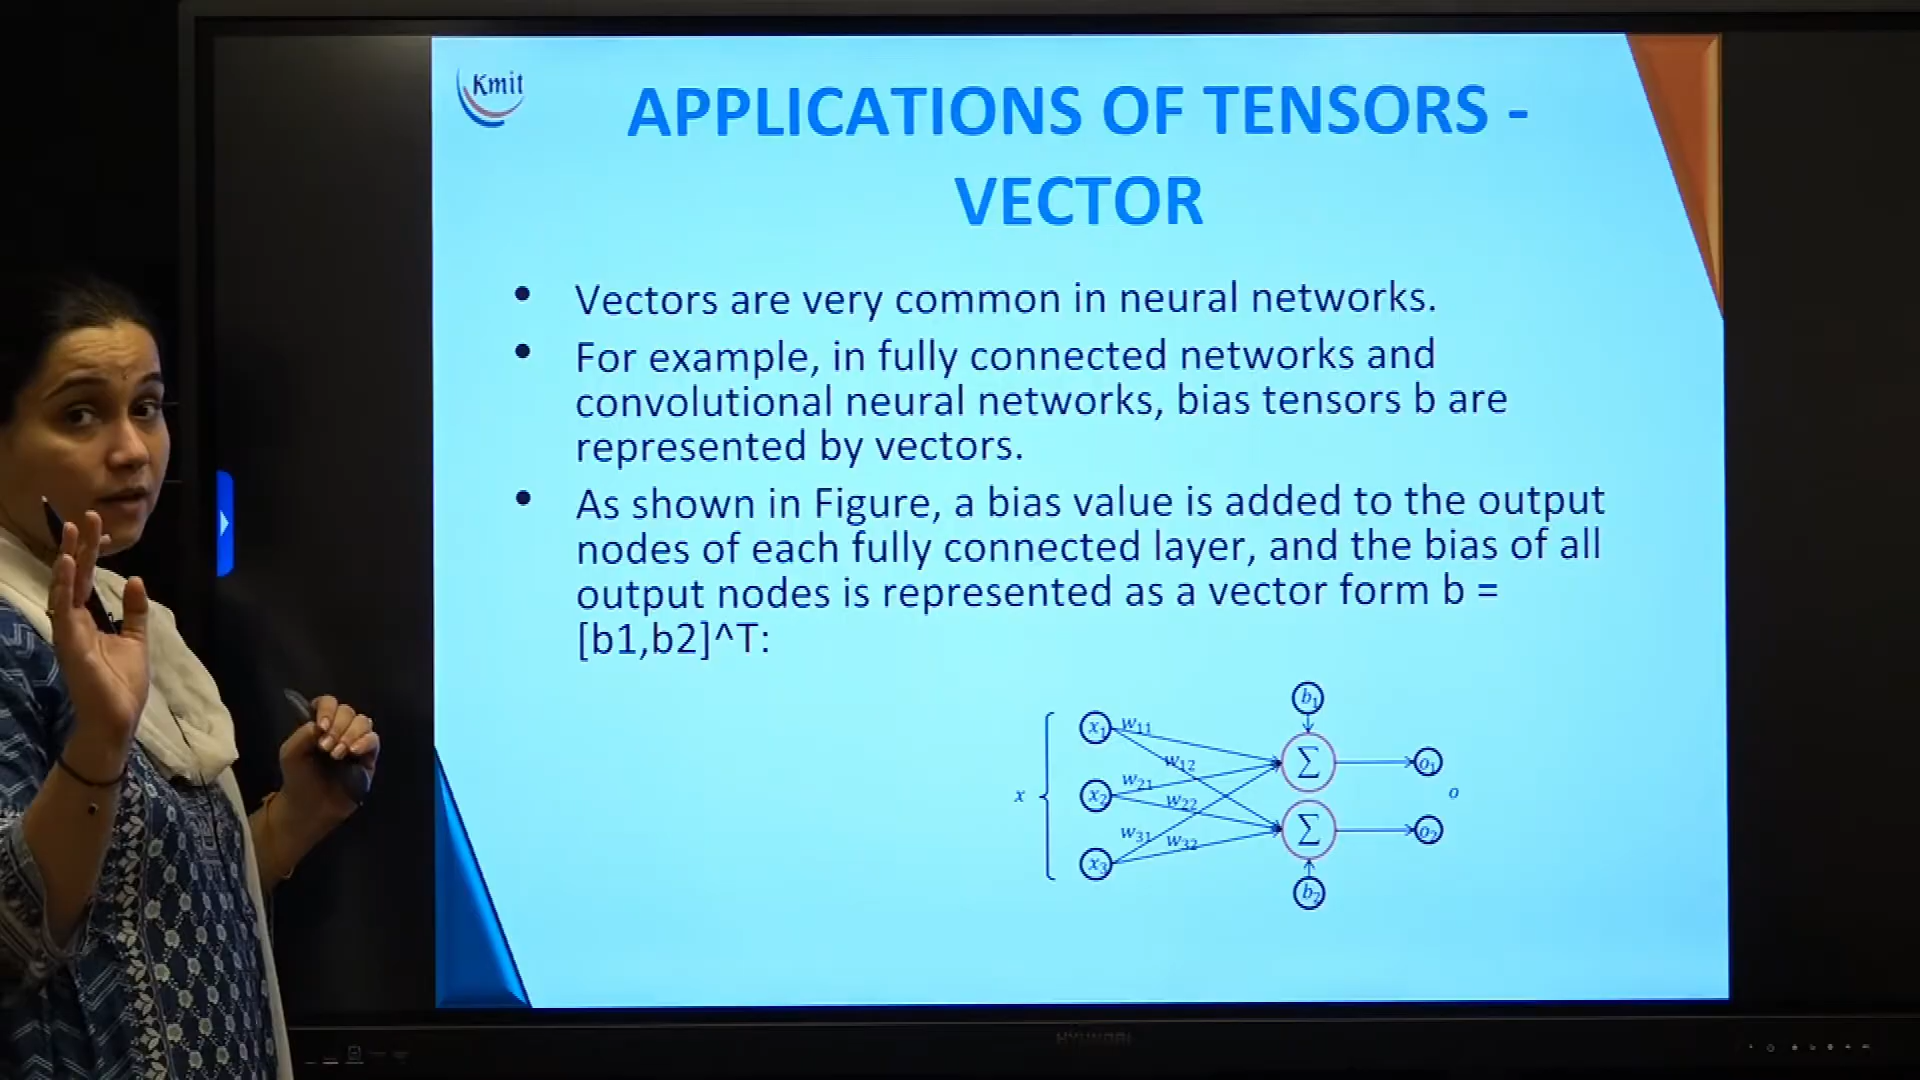 Kmit
APPLICATIONS OF TENSORS -
VECTOR
• Vectors are very common in neural networks.
• For example, in fully connected networks and
convolutional neural networks, bias tensors b are
represented by vectors.
• As shown in Figure, a bias value is added to the output
nodes of each fully connected layer, and the bias of all
output nodes is represented as a vector form b =
[b1,b2]^T:
b₁
x₁ w₁₁
w₁₂
∑ o₁
w₂₁
x x₂ o
w₂₂
w₃₁
∑ o₂
w₃₂
x₃
b₂
HYUNDAI